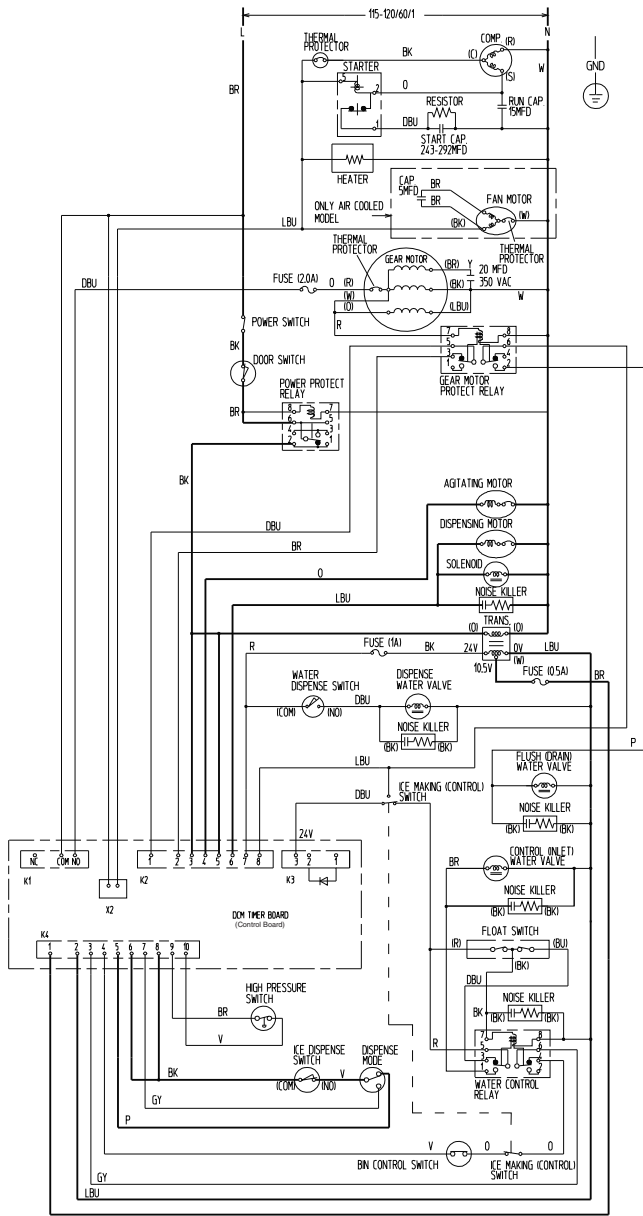 115-120/60/1
L
N
THERMAL
PROTECTOR
BK
COMP.
(R)
(C)
(S)
W
GND
STARTER
5
2
1
O
BR
RESISTOR
RUN CAP.
15MFD
DBU
START CAP.
243-292MFD
HEATER
CAP.
5MFD
BR
BR
FAN MOTOR
(W)
(BK)
ONLY AIR COOLED
MODEL
THERMAL
PROTECTOR
LBU
THERMAL
PROTECTOR
GEAR MOTOR
(BR)
Y
20 MFD
350 VAC
DBU
FUSE (2.0A)
O
(R)
(W)
(O)
(BK)
(LBU)
W
R
POWER SWITCH
7
8
5
6
3
4
1
2
GEAR MOTOR
PROTECT RELAY
BK
DOOR SWITCH
POWER PROTECT
RELAY
BR
8
7
6
5
4
3
2
1
BK
AGITATING MOTOR
DBU
DISPENSING MOTOR
BR
SOLENOID
O
NOISE KILLER
LBU
TRANS.
(O)
(O)
R
FUSE (1A)
BK
24V
0V
(W)
LBU
10.5V
FUSE (0.5A)
BR
WATER
DISPENSE SWITCH
DBU
(COM)
(NO)
DISPENSE
WATER VALVE
NOISE KILLER
(BK)
(BK)
P
LBU
FLUSH (DRAIN)
WATER VALVE
ICE MAKING (CONTROL)
SWITCH
DBU
NOISE KILLER
(BK)
(BK)
24V
CONTROL (INLET)
WATER VALVE
BR
NC
COM
NO
1
2
3
4
5
6
7
8
3
2
1
K1
K2
K3
X2
NOISE KILLER
(BK)
(BK)
DCM TIMER BOARD
(Control Board)
K4
1
2
3
4
5
6
7
8
9
10
FLOAT SWITCH
(R)
(BU)
(BK)
DBU
NOISE KILLER
BK
(BK)
(BK)
HIGH PRESSURE
SWITCH
BR
V
7
8
5
6
3
4
1
2
R
WATER CONTROL
RELAY
ICE DISPENSE
SWITCH
DISPENSE
MODE
BK
(COM)
(NO)
V
GY
P
V
O
O
BIN CONTROL SWITCH
ICE MAKING (CONTROL)
SWITCH
GY
LBU